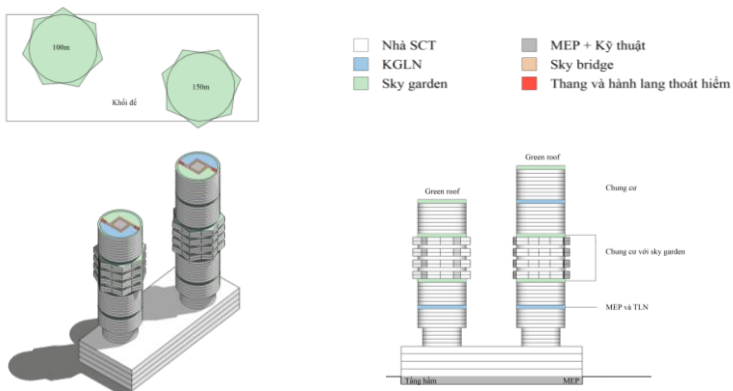 100m
150m
Khối đế
Nhà SCT
KGLN
Sky garden
MEP + Kỹ thuật
Sky bridge
Thang và hành lang thoát hiểm
Green roof
Green roof
Chung cư
Chung cư với sky garden
MEP và TLN
Tầng hầm
MEP